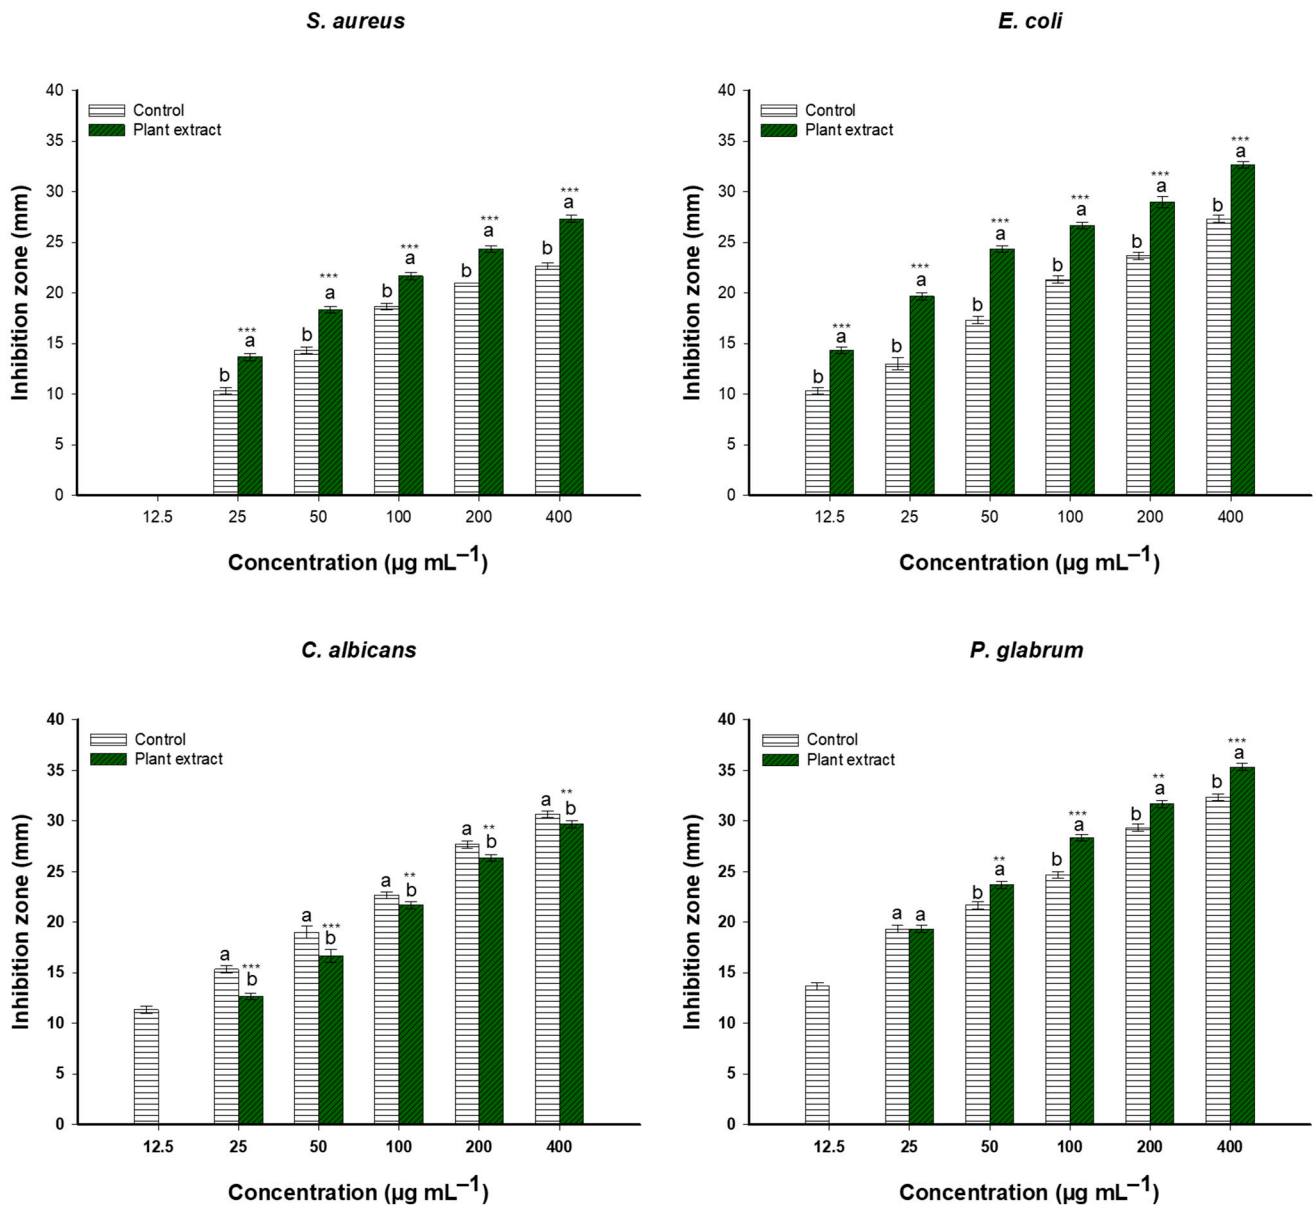 S. aureus
40
35
30
25
20
15
10
5
0
Inhibition zone (mm)
Control
Plant extract
b
***
a
b
***
a
b
***
a
b
***
a
b
***
a
12.5 25 50 100 200 400
Concentration (µg mL–1)
E. coli
40
35
30
25
20
15
10
5
0
Inhibition zone (mm)
Control
Plant extract
b
***
a
b
***
a
b
***
a
b
***
a
b
***
a
b
***
a
12.5 25 50 100 200 400
Concentration (µg mL–1)
C. albicans
40
35
30
25
20
15
10
5
0
Inhibition zone (mm)
Control
Plant extract
a
***
b
a
***
b
a
**
b
a
**
b
a
**
b
12.5 25 50 100 200 400
Concentration (µg mL–1)
P. glabrum
40
35
30
25
20
15
10
5
0
Inhibition zone (mm)
Control
Plant extract
a a
b
**
a
b
***
a
b
**
a
b
***
a
12.5 25 50 100 200 400
Concentration (µg mL–1)